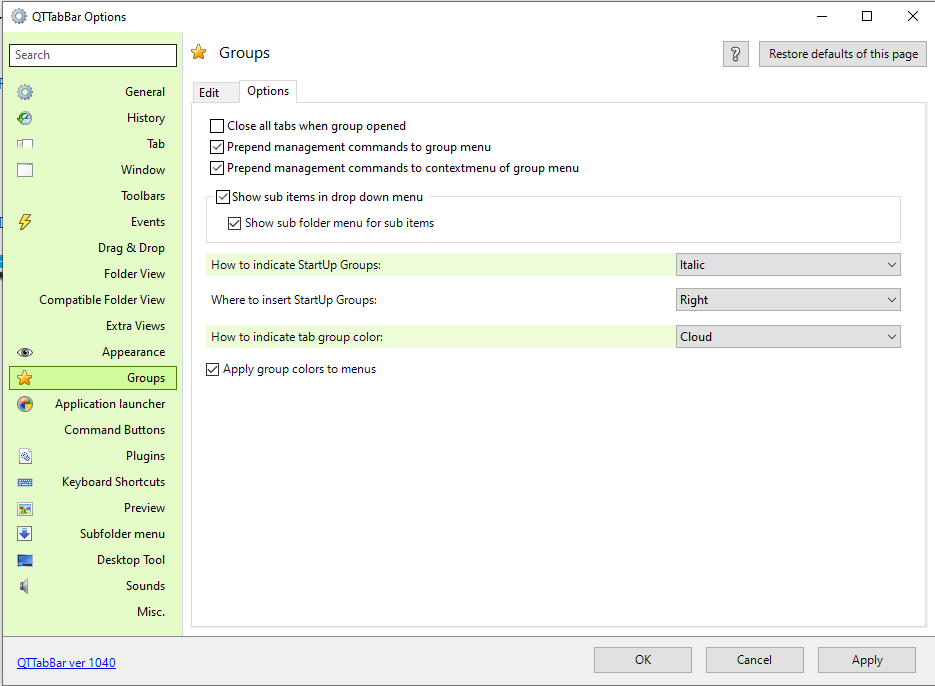 QTTabBar Options
Search
General
History
Tab
Window
Toolbars
Events
Drag & Drop
Folder View
Compatible Folder View
Extra Views
Appearance
Groups
Application launcher
Command Buttons
Plugins
Keyboard Shortcuts
Preview
Subfolder menu
Desktop Tool
Sounds
Misc.
Groups
? Restore defaults of this page
Edit Options
Close all tabs when group opened
Prepend management commands to group menu
Prepend management commands to contextmenu of group menu
Show sub items in drop down menu
Show sub folder menu for sub items
How to indicate StartUp Groups: Italic
Where to insert StartUp Groups: Right
How to indicate tab group color: Cloud
Apply group colors to menus
QTTabBar ver 1040
OK Cancel Apply